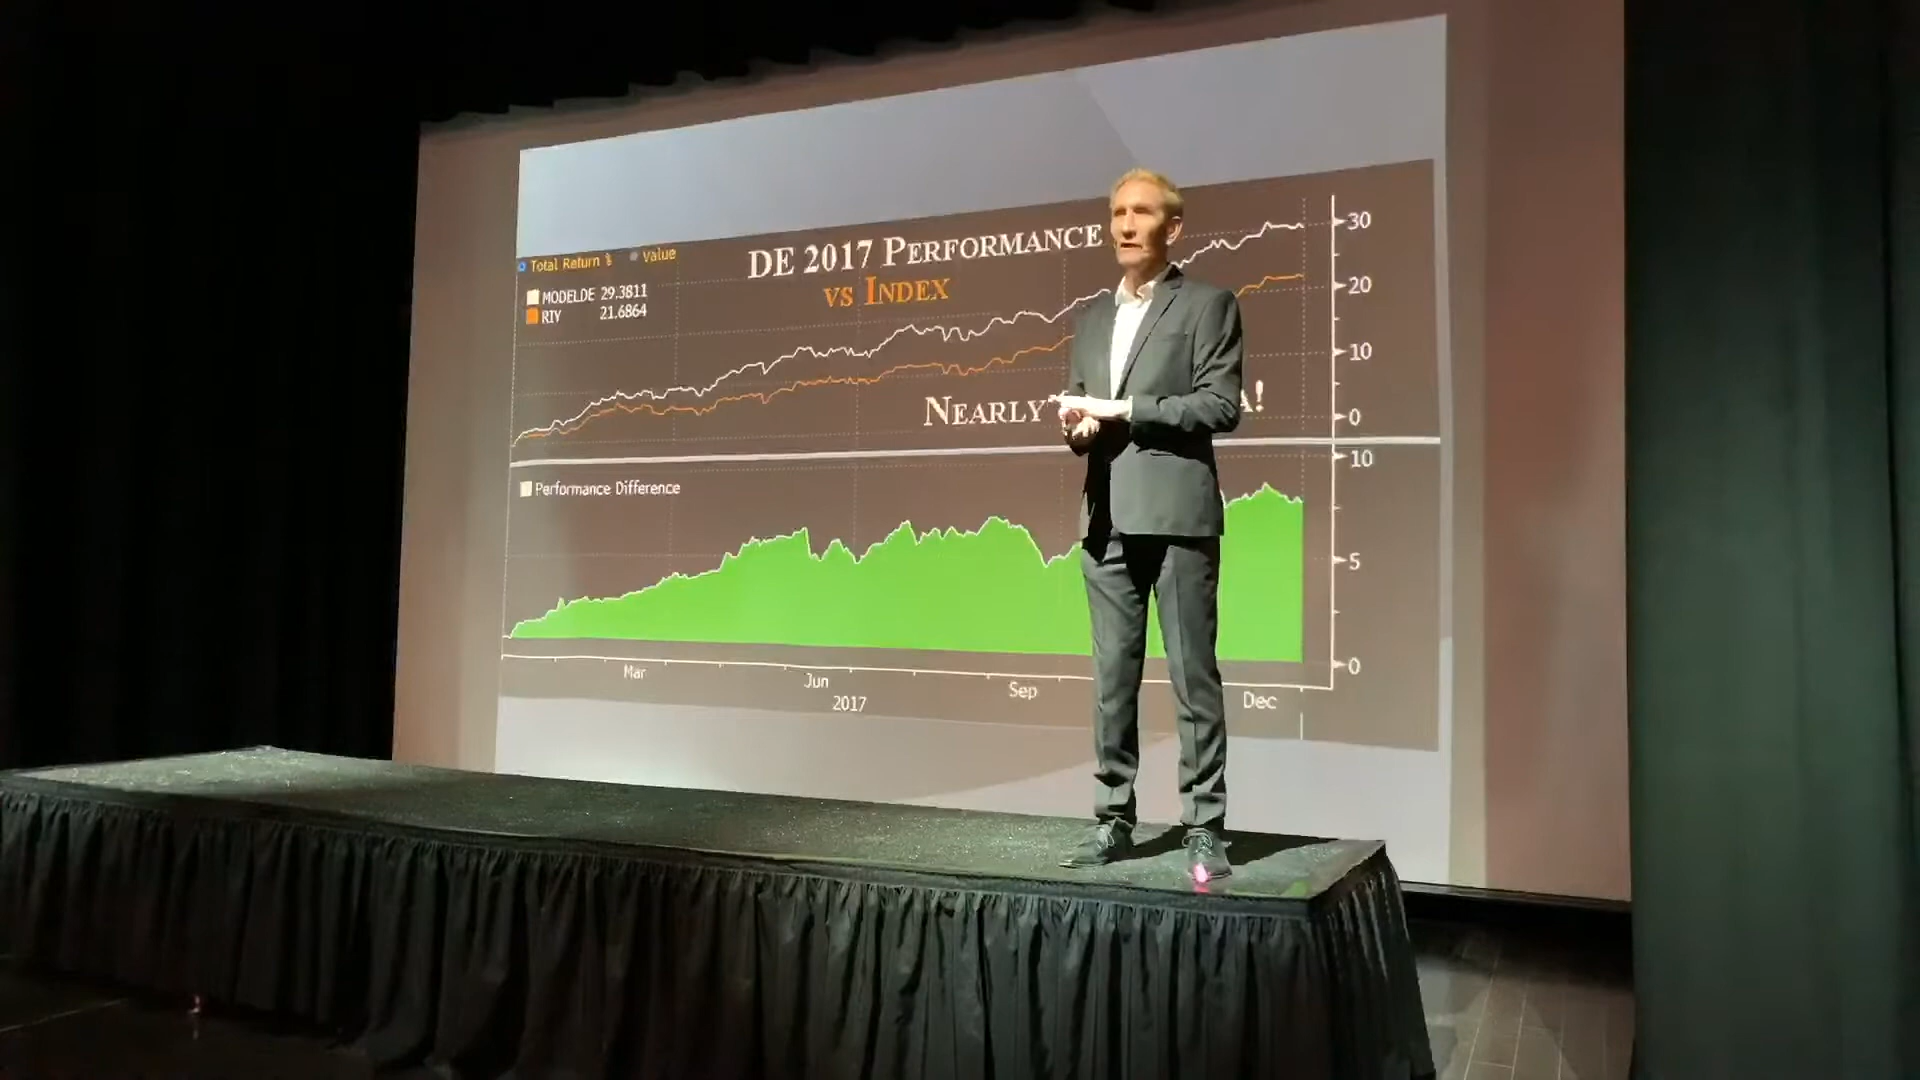 Total Return % Value
MODELDE 29.3811
RIY 21.6864
DE 2017 PERFORMANCE
VS INDEX
NEARLY
A!
30
20
10
0
Performance Difference
10
5
0
Mar Jun Sep Dec
2017